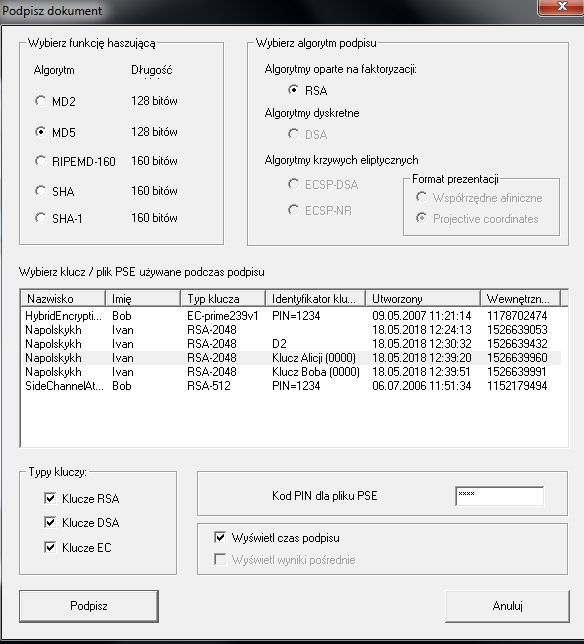 Podpisz dokument
Wybierz funkcję haszującą
Algorytm Długość
MD2 128 bitów
MD5 128 bitów
RIPEMD-160 160 bitów
SHA 160 bitów
SHA-1 160 bitów
Wybierz algorytm podpisu
Algorytmy oparte na faktoryzacji:
RSA
Algorytmy dyskretne
DSA
Algorytmy krzywych eliptycznych
ECSP-DSA
ECSP-NR
Format prezentacji
Współrzędne afiniczne
Projective coordinates
Wybierz klucz / plik PSE używane podczas podpisu
Nazwisko Imię Typ klucza Identyfikator klu... Utworzony Wewnętrzn...
HybridEncrypti... Bob EC-prime239v1 PIN=1234 09.05.2007 11:21:14 1178702474
Napolskykh Ivan RSA-2048 18.05.2018 12:24:13 1526639053
Napolskykh Ivan RSA-2048 D2 18.05.2018 12:30:32 1526639432
Napolskykh Ivan RSA-2048 Klucz Alicji (0000) 18.05.2018 12:39:20 1526639960
Napolskykh Ivan RSA-2048 Klucz Boba (0000) 18.05.2018 12:39:51 1526639991
SideChannelAt... Bob RSA-512 PIN=1234 06.07.2006 11:51:34 1152179494
Typy kluczy:
Klucze RSA
Klucze DSA
Klucze EC
Kod PIN dla pliku PSE ****
Wyświetl czas podpisu
Wyświetl wyniki pośrednie
Podpisz
Anuluj